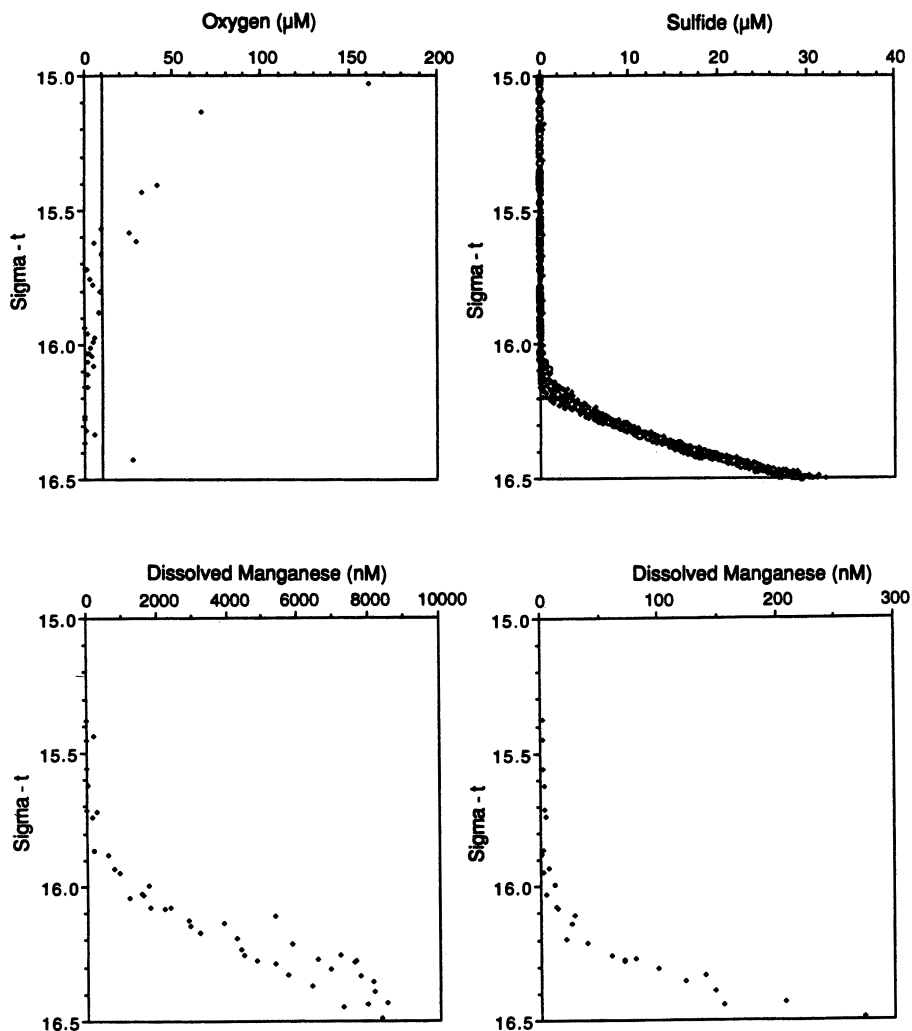 Oxygen (µM)
0 50 100 150 200
15.0
15.5
16.0
16.5
Sigma - t
Sulfide (µM)
0 10 20 30 40
15.0
15.5
16.0
16.5
Sigma - t
Dissolved Manganese (nM)
0 2000 4000 6000 8000 10000
15.0
15.5
16.0
16.5
Sigma - t
Dissolved Manganese (nM)
0 100 200 300
15.0
15.5
16.0
16.5
Sigma - t